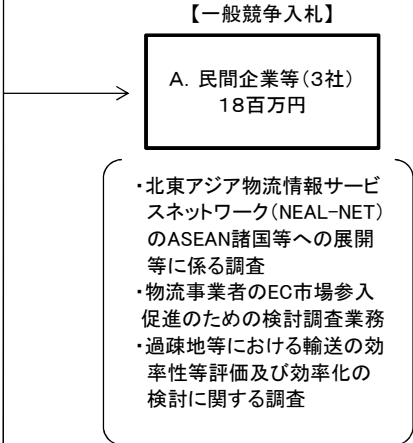 【一般競争入札】
A．民間企業等（3社）
18百万円
・北東アジア物流情報サービ
スネットワーク（NEAL-NET）
のASEAN諸国等への展開
等に係る調査
・物流事業者のEC市場参入
促進のための検討調査業務
・過疎地等における輸送の効
率性等評価及び効率化の
検討に関する調査